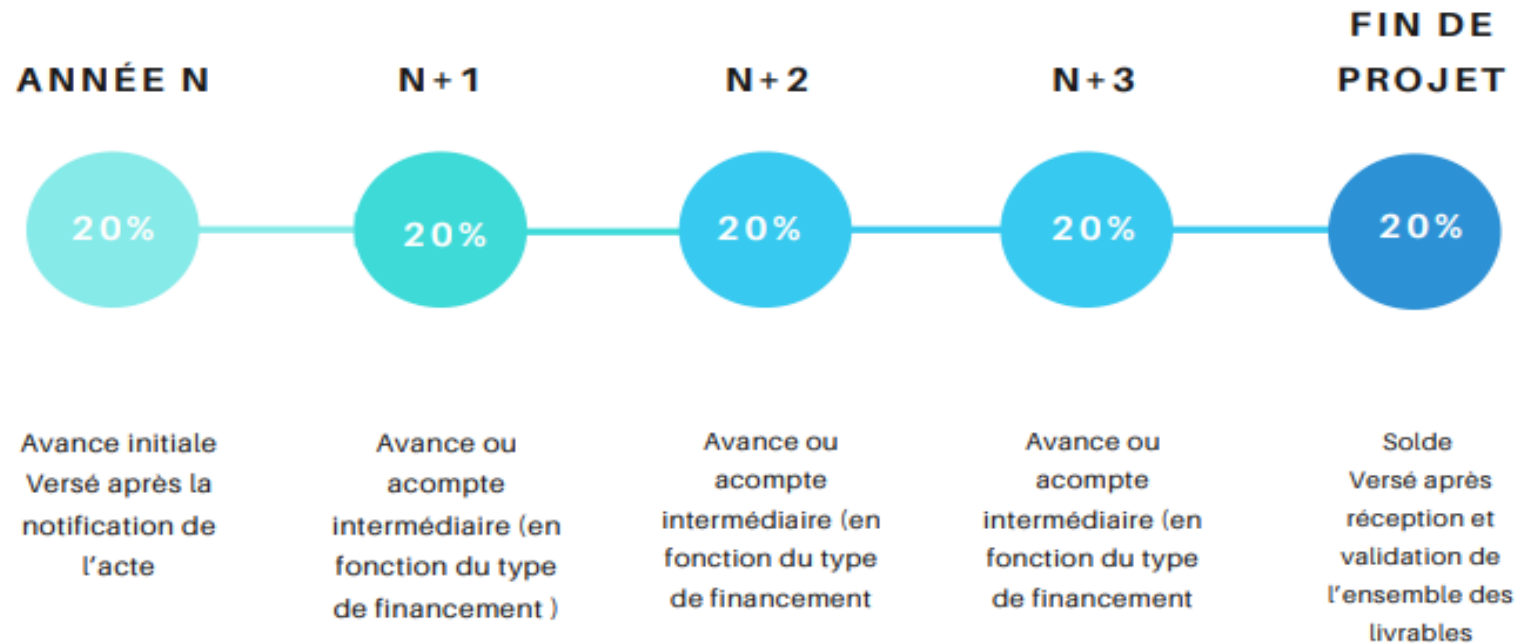 ANNÉE N
N+1
N+2
N+3
FIN DE
PROJET
20%
20%
20%
20%
20%
Avance initiale
Versé après la
notification de
l'acte
Avance ou
acompte
intermédiaire (en
fonction du type
de financement )
Avance ou
acompte
intermédiaire (en
fonction du type
de financement
Avance ou
acompte
intermédiaire (en
fonction du type
de financement
Solde
Versé après
réception et
validation de
l'ensemble des
livrables